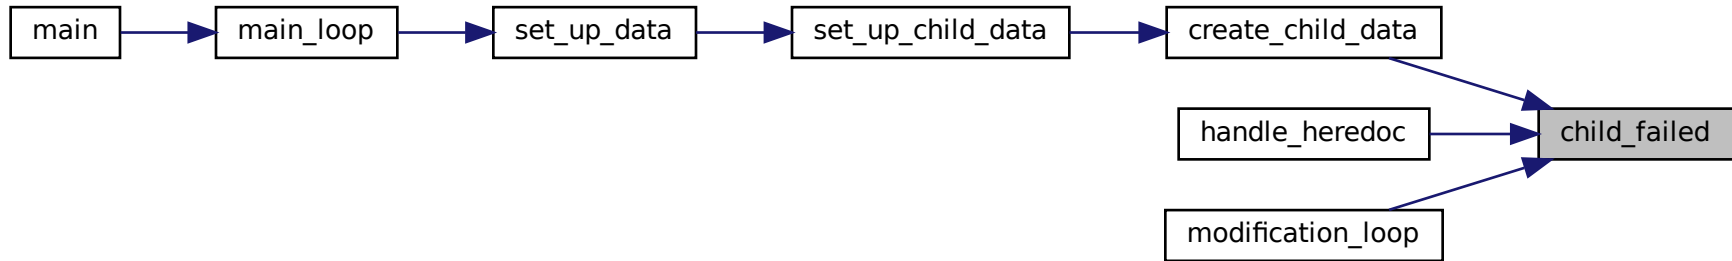 main
main_loop
set_up_data
set_up_child_data
create_child_data
handle_heredoc
child_failed
modification_loop